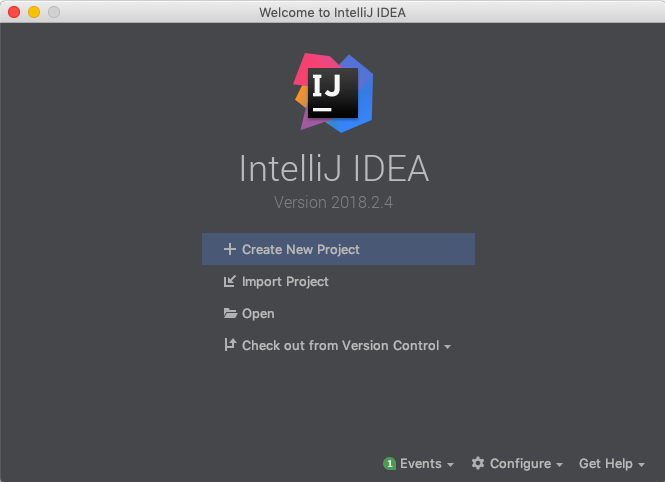 Welcome to IntelliJ IDEA
IJ
IntelliJ IDEA
Version 2018.2.4
Create New Project
Import Project
Open
Check out from Version Control
1 Events Configure Get Help